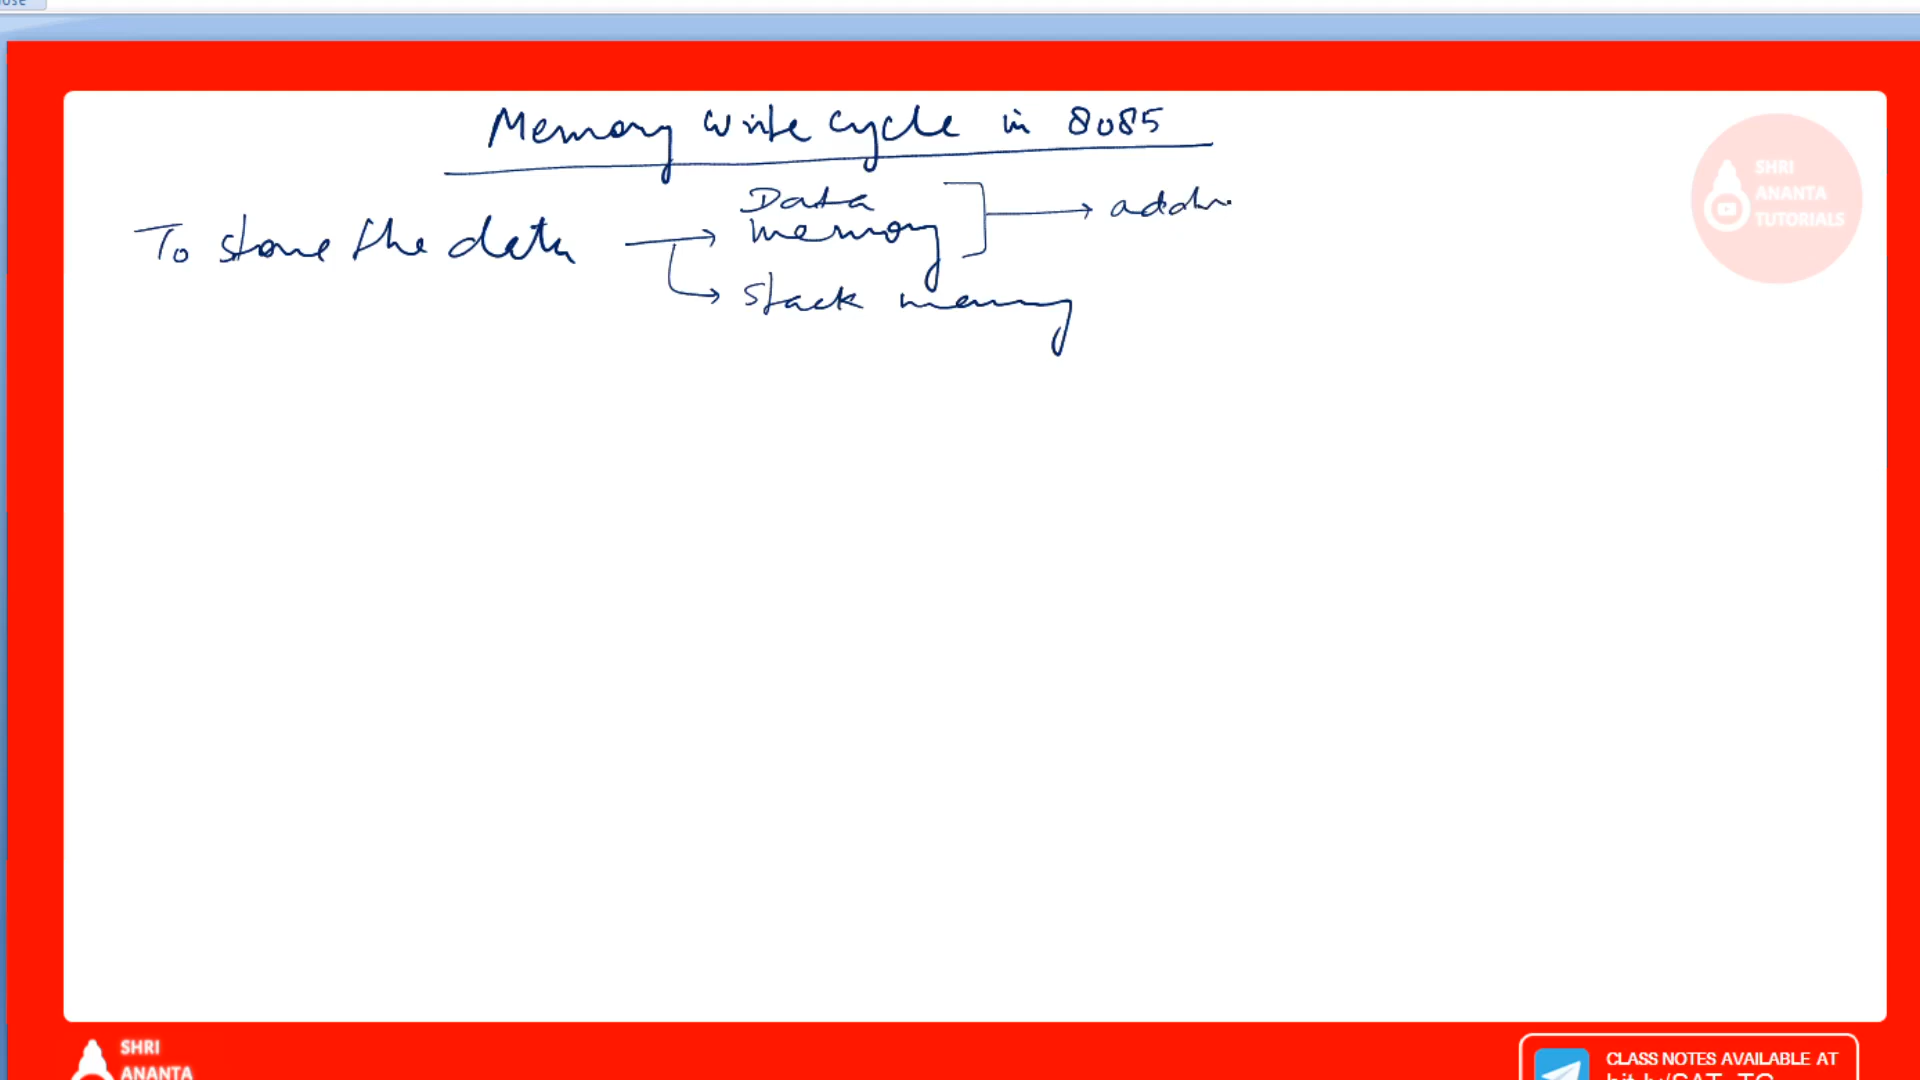 Memory write cycle in 8085
SHRI
ANANTA
TUTORIALS
To store the data → Data memory → addr
stack memory
SHRI
ANANTA
CLASS NOTES AVAILABLE AT